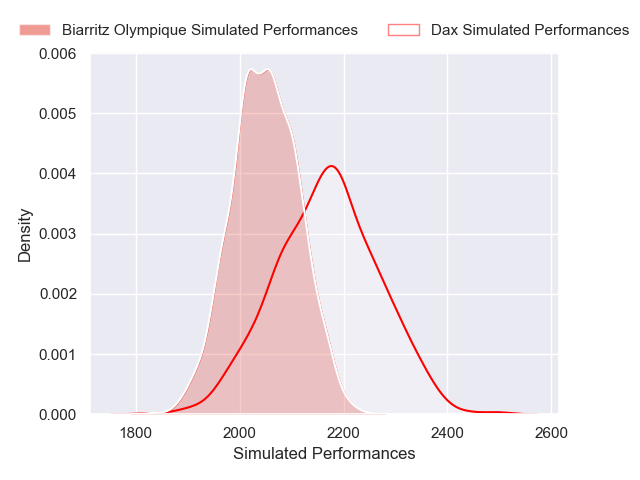 Biarritz Olympique Simulated Performances
Dax Simulated Performances
0.006
0.005
0.004
0.003
0.002
0.001
0.000
Density
1800 2000 2200 2400 2600
Simulated Performances